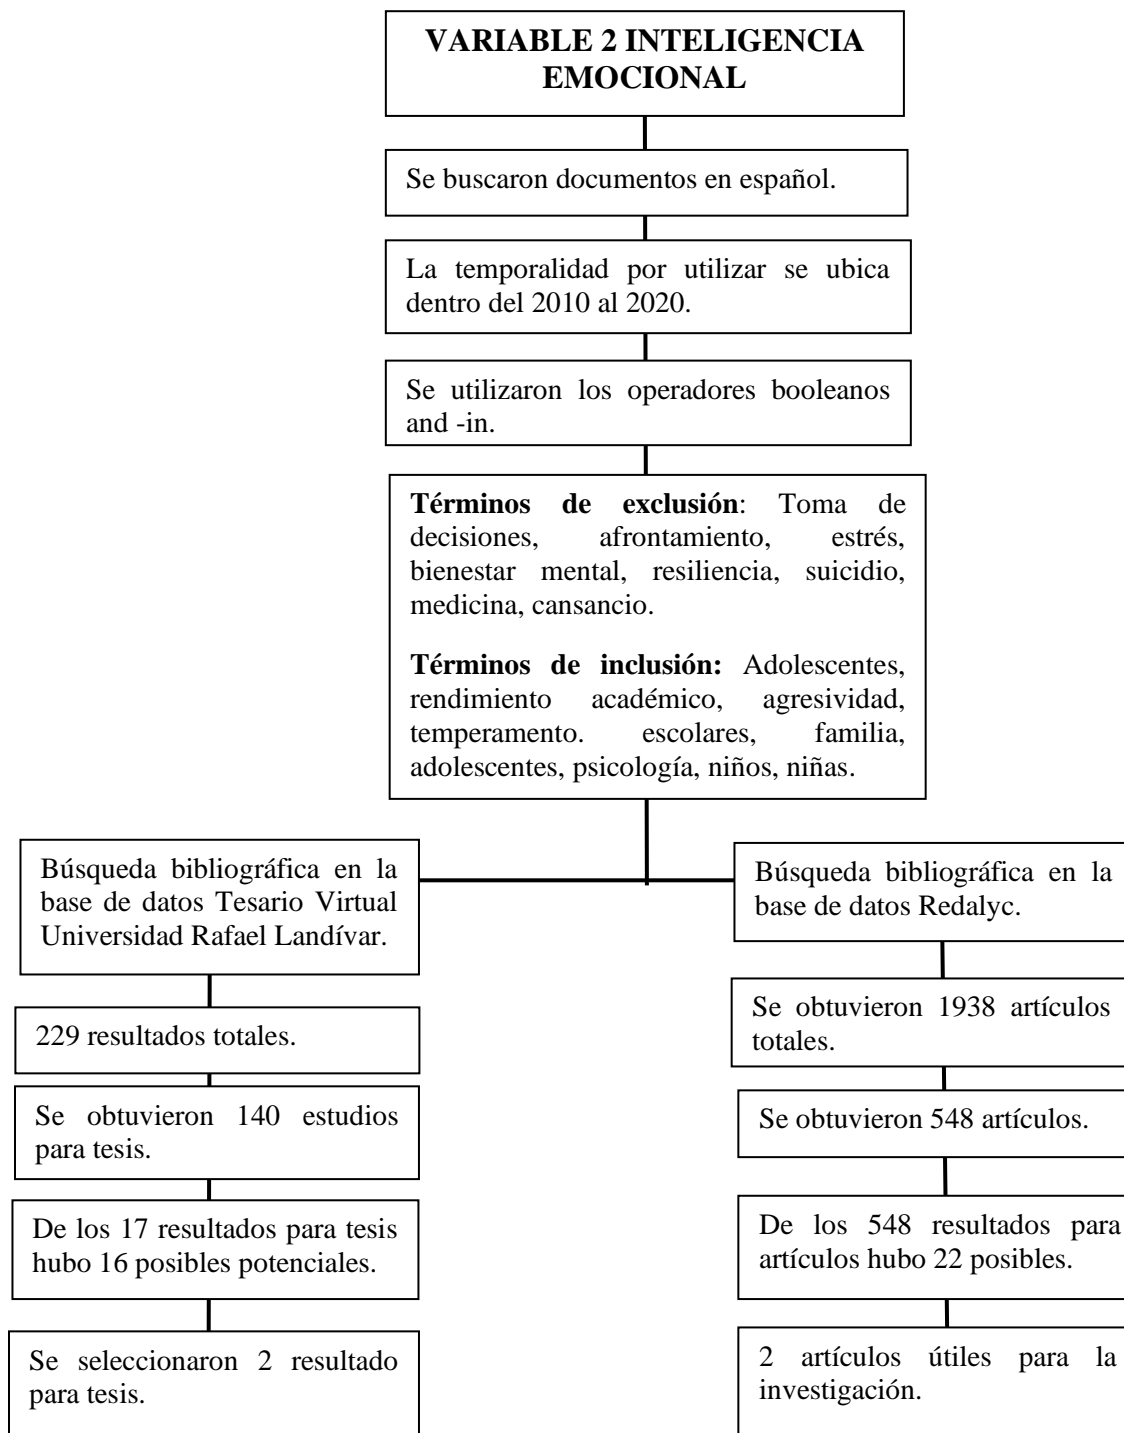 VARIABLE 2 INTELIGENCIA
EMOCIONAL
Se buscaron documentos en español.
La temporalidad por utilizar se ubica
dentro del 2010 al 2020.
Se utilizaron los operadores booleanos
and -in.
Términos de exclusión: Toma de
decisiones, afrontamiento, estrés,
bienestar mental, resiliencia, suicidio,
medicina, cansancio.
Términos de inclusión: Adolescentes,
rendimiento académico, agresividad,
temperamento. escolares, familia,
adolescentes, psicología, niños, niñas.
Búsqueda bibliográfica en la
base de datos Tesario Virtual
Universidad Rafael Landívar.
229 resultados totales.
Se obtuvieron 140 estudios
para tesis.
De los 17 resultados para tesis
hubo 16 posibles potenciales.
Se seleccionaron 2 resultado
para tesis.
Búsqueda bibliográfica en la
base de datos Redalyc.
Se obtuvieron 1938 artículos
totales.
Se obtuvieron 548 artículos.
De los 548 resultados para
artículos hubo 22 posibles.
2 artículos útiles para la
investigación.